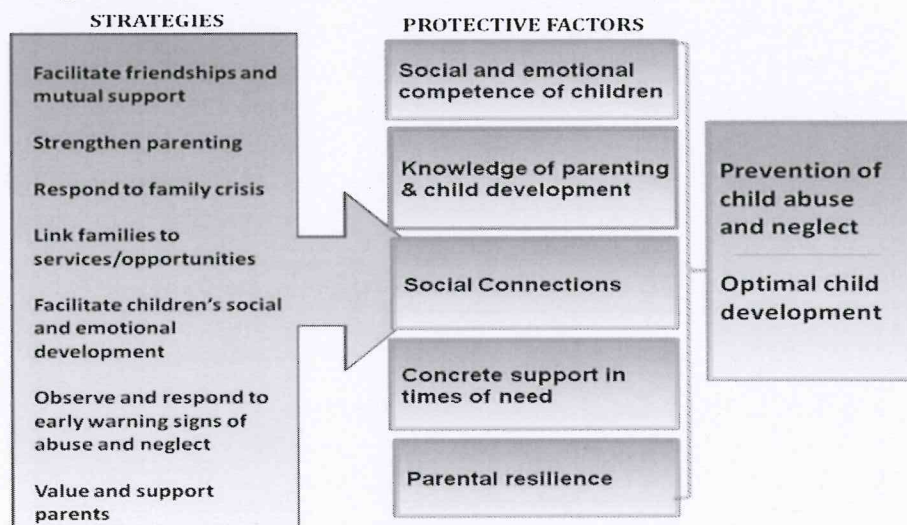 STRATEGIES
Facilitate friendships and
mutual support
Strengthen parenting
Respond to family crisis
Link families to
services/opportunities
Facilitate children's social
and emotional
development
Observe and respond to
early warning signs of
abuse and neglect
Value and support
parents
PROTECTIVE FACTORS
Social and emotional
competence of children
Knowledge of parenting
& child development
Social Connections
Concrete support in
times of need
Parental resilience
Prevention of
child abuse
and neglect
Optimal child
development